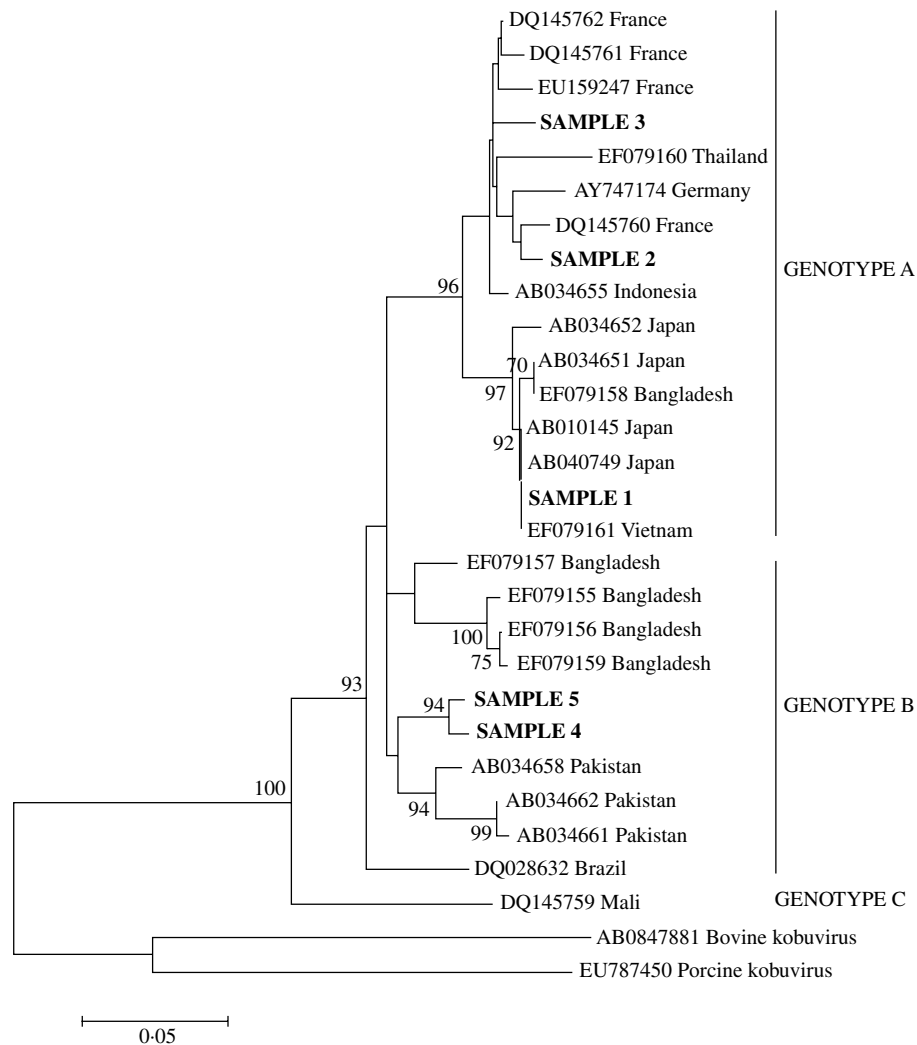 DQ145762 France
DQ145761 France
EU159247 France
SAMPLE 3
EF079160 Thailand
AY747174 Germany
DQ145760 France
SAMPLE 2
GENOTYPE A
96
AB034655 Indonesia
AB034652 Japan
70
AB034651 Japan
97
EF079158 Bangladesh
AB010145 Japan
92
AB040749 Japan
SAMPLE 1
EF079161 Vietnam
EF079157 Bangladesh
EF079155 Bangladesh
100
EF079156 Bangladesh
75
EF079159 Bangladesh
93
94
SAMPLE 5
GENOTYPE B
SAMPLE 4
AB034658 Pakistan
100
94
AB034662 Pakistan
99
AB034661 Pakistan
DQ028632 Brazil
DQ145759 Mali
GENOTYPE C
AB0847881 Bovine kobuvirus
EU787450 Porcine kobuvirus
0·05